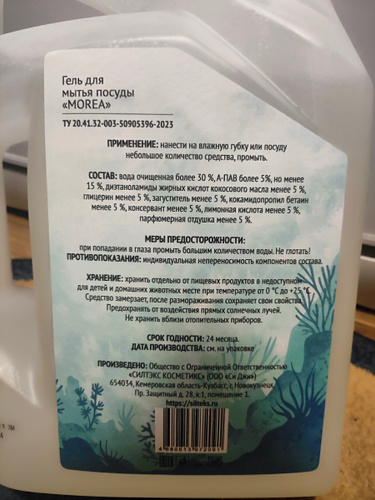 Гель для
мытья посуды
«MOREA»
ТУ 20.41.32-003-50905396-2023
ПРИМЕНЕНИЕ: нанести на влажную губку или посуду
небольшое количество средства, промыть.
СОСТАВ: вода очищенная более 30 %, А-ПАВ более 5%, но менее
15 %, диэтаноламиды жирных кислот кокосового масла менее 5 %,
глицерин менее 5 %, загуститель менее 5 %, кокамидопропил бетаин
менее 5 %, консервант менее 5 %, лимонная кислота менее 5 %,
парфюмерная отдушка менее 5 %.
МЕРЫ ПРЕДОСТОРОЖНОСТИ:
при попадании в глаза промыть большим количеством воды. Не глотать!
ПРОТИВОПОКАЗАНИЯ: индивидуальная непереносимость компонентов состава.
ХРАНЕНИЕ: хранить отдельно от пищевых продуктов в недоступном
для детей и домашних животных месте при температуре от 0 °С до +25 °С
Средство замерзает, после размораживания сохраняет свои свойства.
Предохранять от воздействия прямых солнечных лучей.
Не хранить вблизи отопительных приборов.
СРОК ГОДНОСТИ: 24 месяца.
ДАТА ПРОИЗВОДСТВА: см. на упаковке
ПРОИЗВЕДЕНО: Общество с Ограниченной Ответственностью
«СИЛТЭКС КОСМЕТИКС» (ООО «Си Джи»)
654034, Кемеровская область-Кузбасс, г. Новокузнецк,
Пр. Защитный д. 28, к.1, помещение 1.
https://silteks.ru